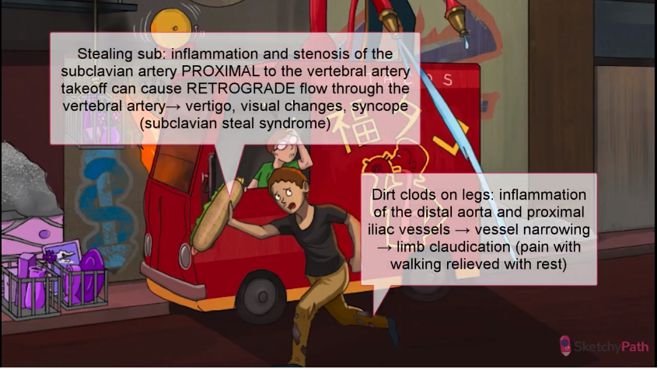 Stealing sub: inflammation and stenosis of the
subclavian artery PROXIMAL to the vertebral artery
takeoff can cause RETROGRADE flow through the
vertebral artery→ vertigo, visual changes, syncope
(subclavian steal syndrome)
Dirt clods on legs: inflammation
of the distal aorta and proximal
iliac vessels → vessel narrowing
→ limb claudication (pain with
walking relieved with rest)
福
SketchyPath